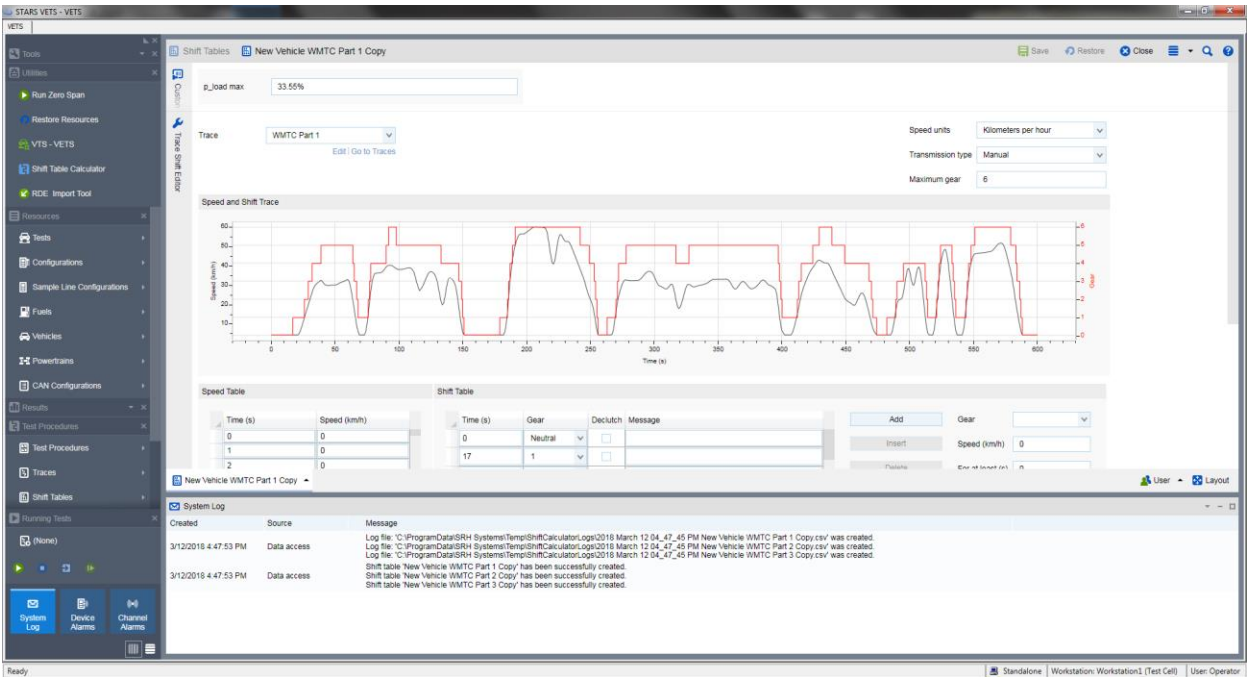 STARS VETS - VETS
VETS
Tools
Utilities
Run Zero Span
Restore Resources
VTS - VETS
Shift Table Calculator
RDE Import Tool
Resources
Tests
Configurations
Sample Line Configurations
Fuels
Vehicles
Powertrains
CAN Configurations
Results
Test Procedures
Test Procedures
Traces
Shift Tables
Running Tests
(None)
System Log
Device Alarms
Channel Alarms
Shift Tables
New Vehicle WMTC Part 1 Copy
Save
Restore
Close
Custom
Trace Shift Editor
p_load max
33.55%
Trace
WMTC Part 1
Edit | Go to Traces
Speed units
Kilometers per hour
Transmission type
Manual
Maximum gear
6
Speed and Shift Trace
60
50
40
30
20
10
Speed (km/h)
6
5
4
3
2
1
0
Gear
0 50 100 150 200 250 300 350 400 450 500 550 600
Time (s)
Speed Table
Time (s) Speed (km/h)
0 0
1 0
2 0
Shift Table
Time (s) Gear Declutch Message
0 Neutral
17 1
Add
Insert
Delete
Gear
Speed (km/h) 0
For at least (s) 0
New Vehicle WMTC Part 1 Copy
User
Layout
System Log
Created Source Message
3/12/2018 4:47:53 PM Data access
Log file: 'C:\ProgramData\SRH Systems\Temp\ShiftCalculatorLogs\2018 March 12 04_47_45 PM New Vehicle WMTC Part 1 Copy.csv' was created.
Log file: 'C:\ProgramData\SRH Systems\Temp\ShiftCalculatorLogs\2018 March 12 04_47_45 PM New Vehicle WMTC Part 2 Copy.csv' was created.
Log file: 'C:\ProgramData\SRH Systems\Temp\ShiftCalculatorLogs\2018 March 12 04_47_45 PM New Vehicle WMTC Part 3 Copy.csv' was created.
3/12/2018 4:47:53 PM Data access
Shift table 'New Vehicle WMTC Part 1 Copy' has been successfully created.
Shift table 'New Vehicle WMTC Part 2 Copy' has been successfully created.
Shift table 'New Vehicle WMTC Part 3 Copy' has been successfully created.
Ready
Standalone
Workstation: Workstation1 (Test Cell)
User: Operator